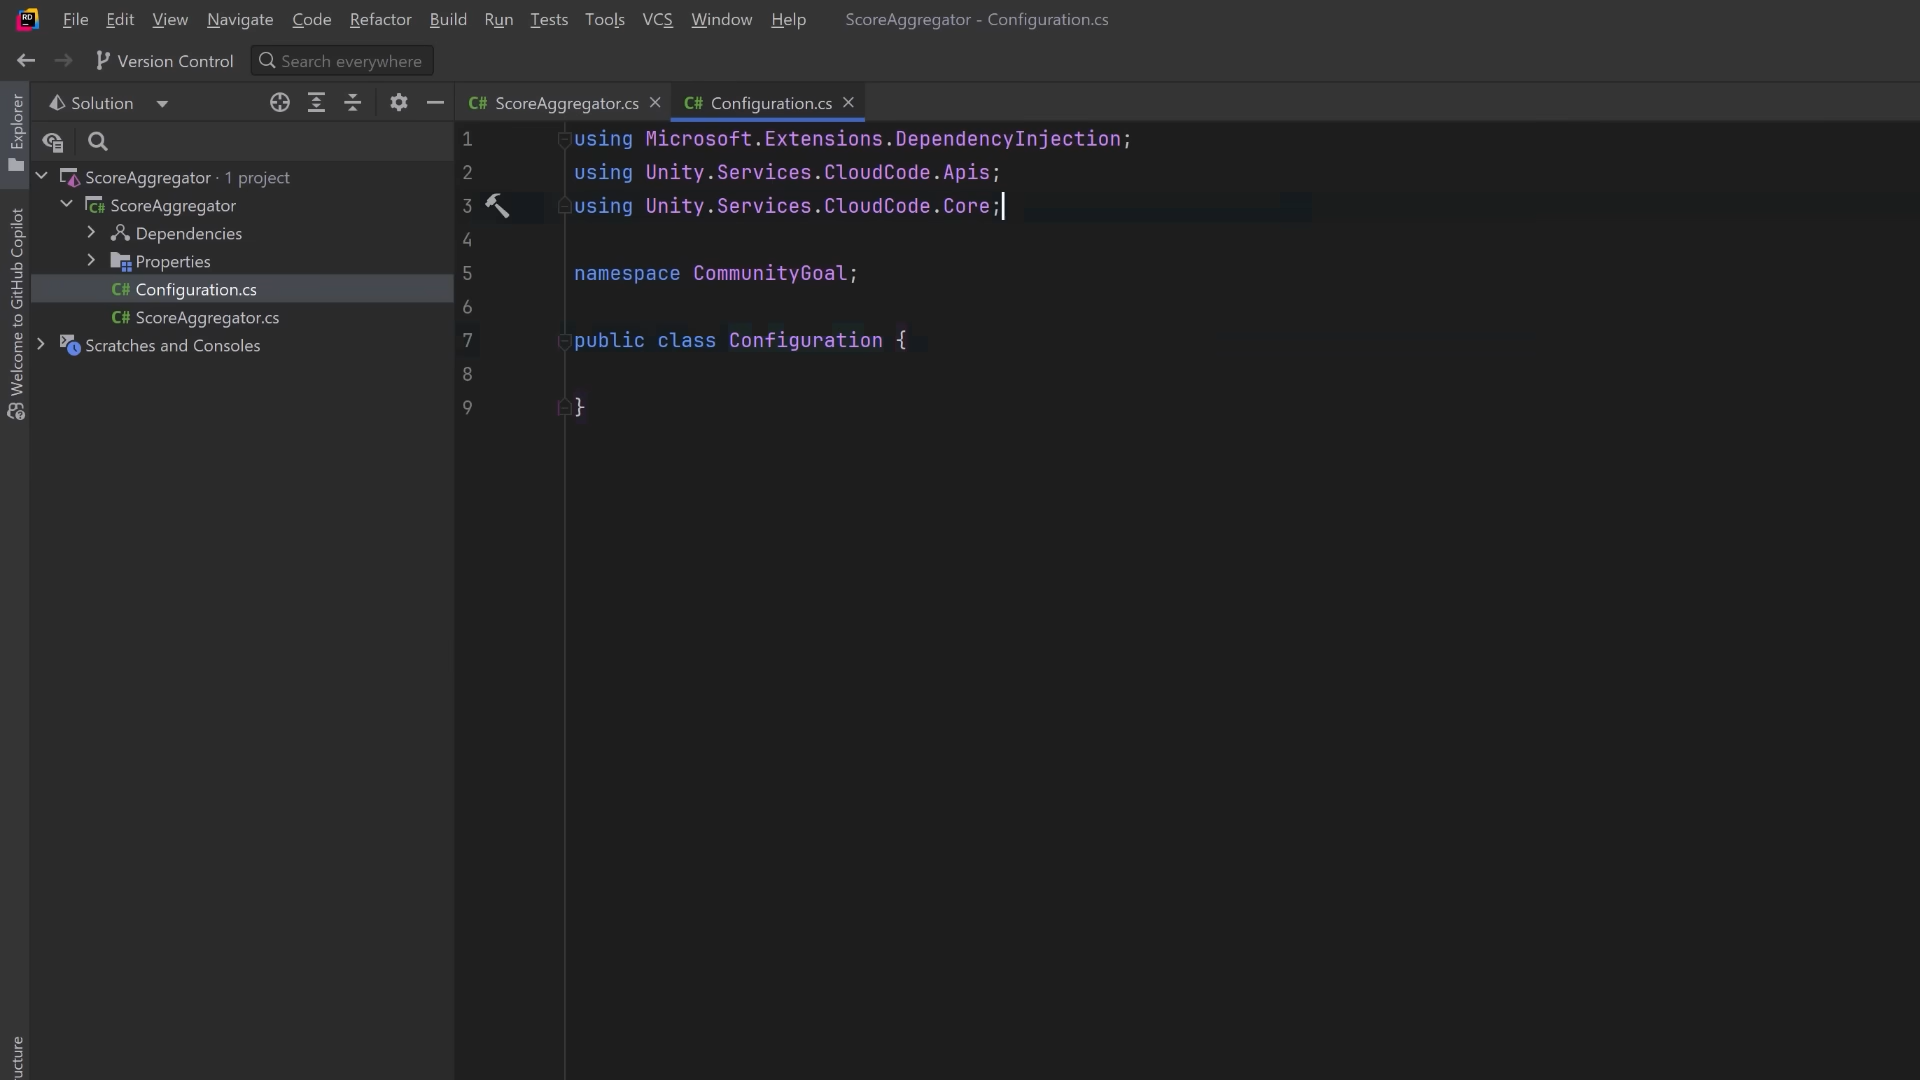 File Edit View Navigate Code Refactor Build Run Tests Tools VCS Window Help ScoreAggregator - Configuration.cs
Version Control Search everywhere
Solution
ScoreAggregator.cs Configuration.cs
Explorer
Welcome to GitHub Copilot
ScoreAggregator · 1 project
ScoreAggregator
Dependencies
Properties
C# Configuration.cs
C# ScoreAggregator.cs
Scratches and Consoles
1 using Microsoft.Extensions.DependencyInjection;
2 using Unity.Services.CloudCode.Apis;
3 using Unity.Services.CloudCode.Core;
4
5 namespace CommunityGoal;
6
7 public class Configuration {
8
9 }
ucture